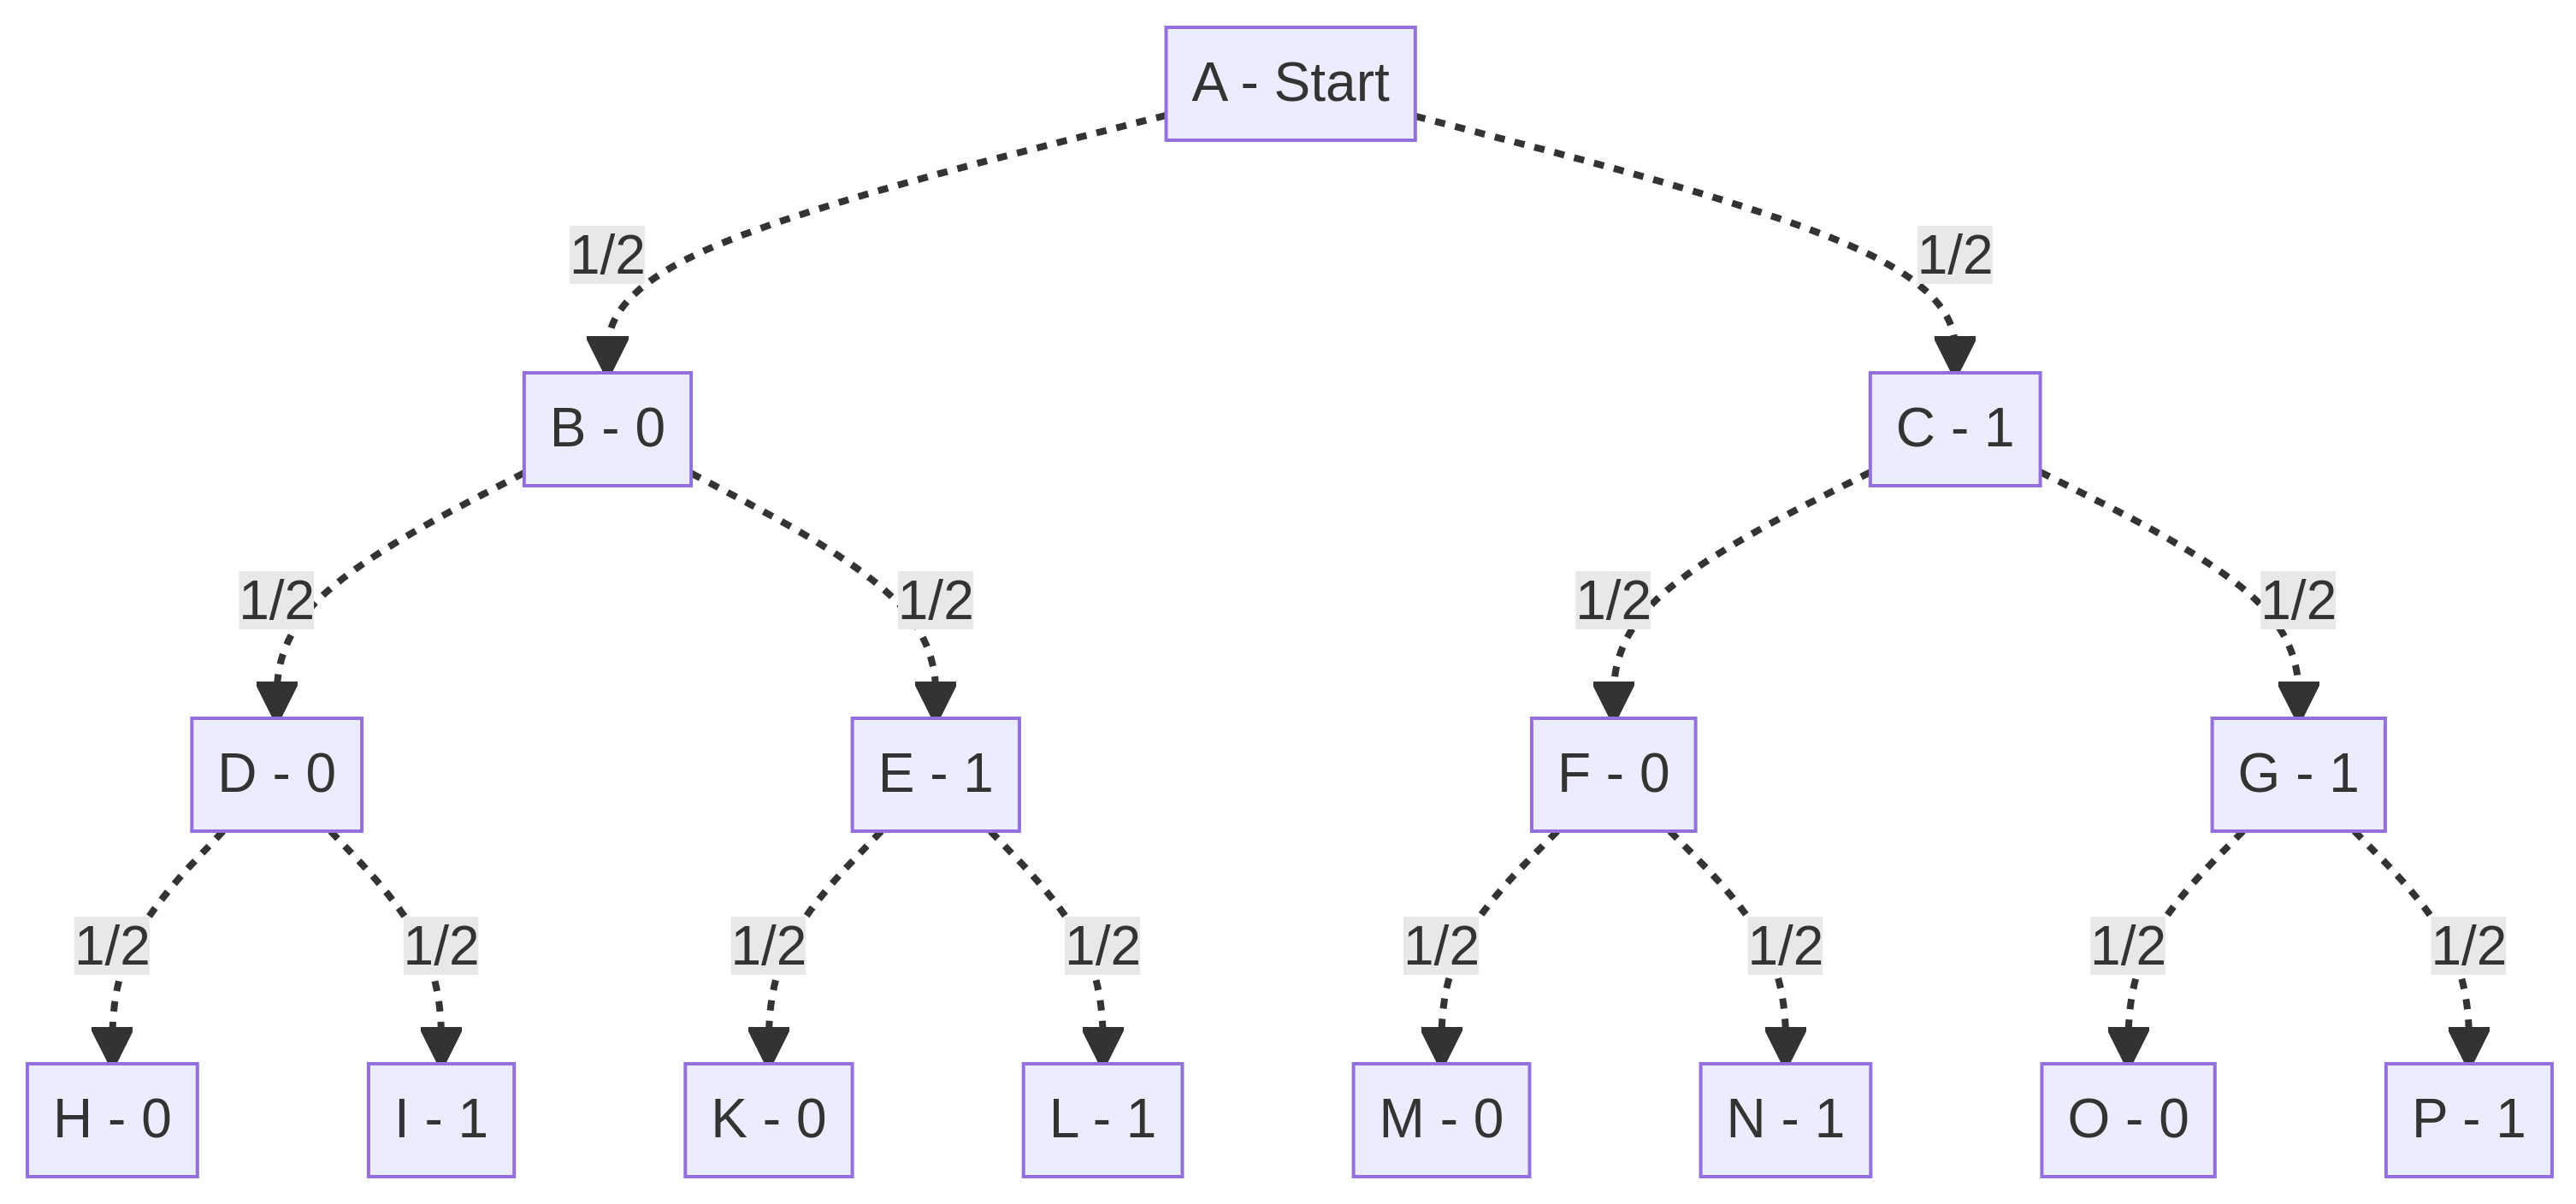 A - Start
1/2
1/2
B - 0
C - 1
1/2
1/2
1/2
1/2
D - 0
E - 1
F - 0
G - 1
1/2
1/2
1/2
1/2
1/2
1/2
1/2
1/2
H - 0
I - 1
K - 0
L - 1
M - 0
N - 1
O - 0
P - 1